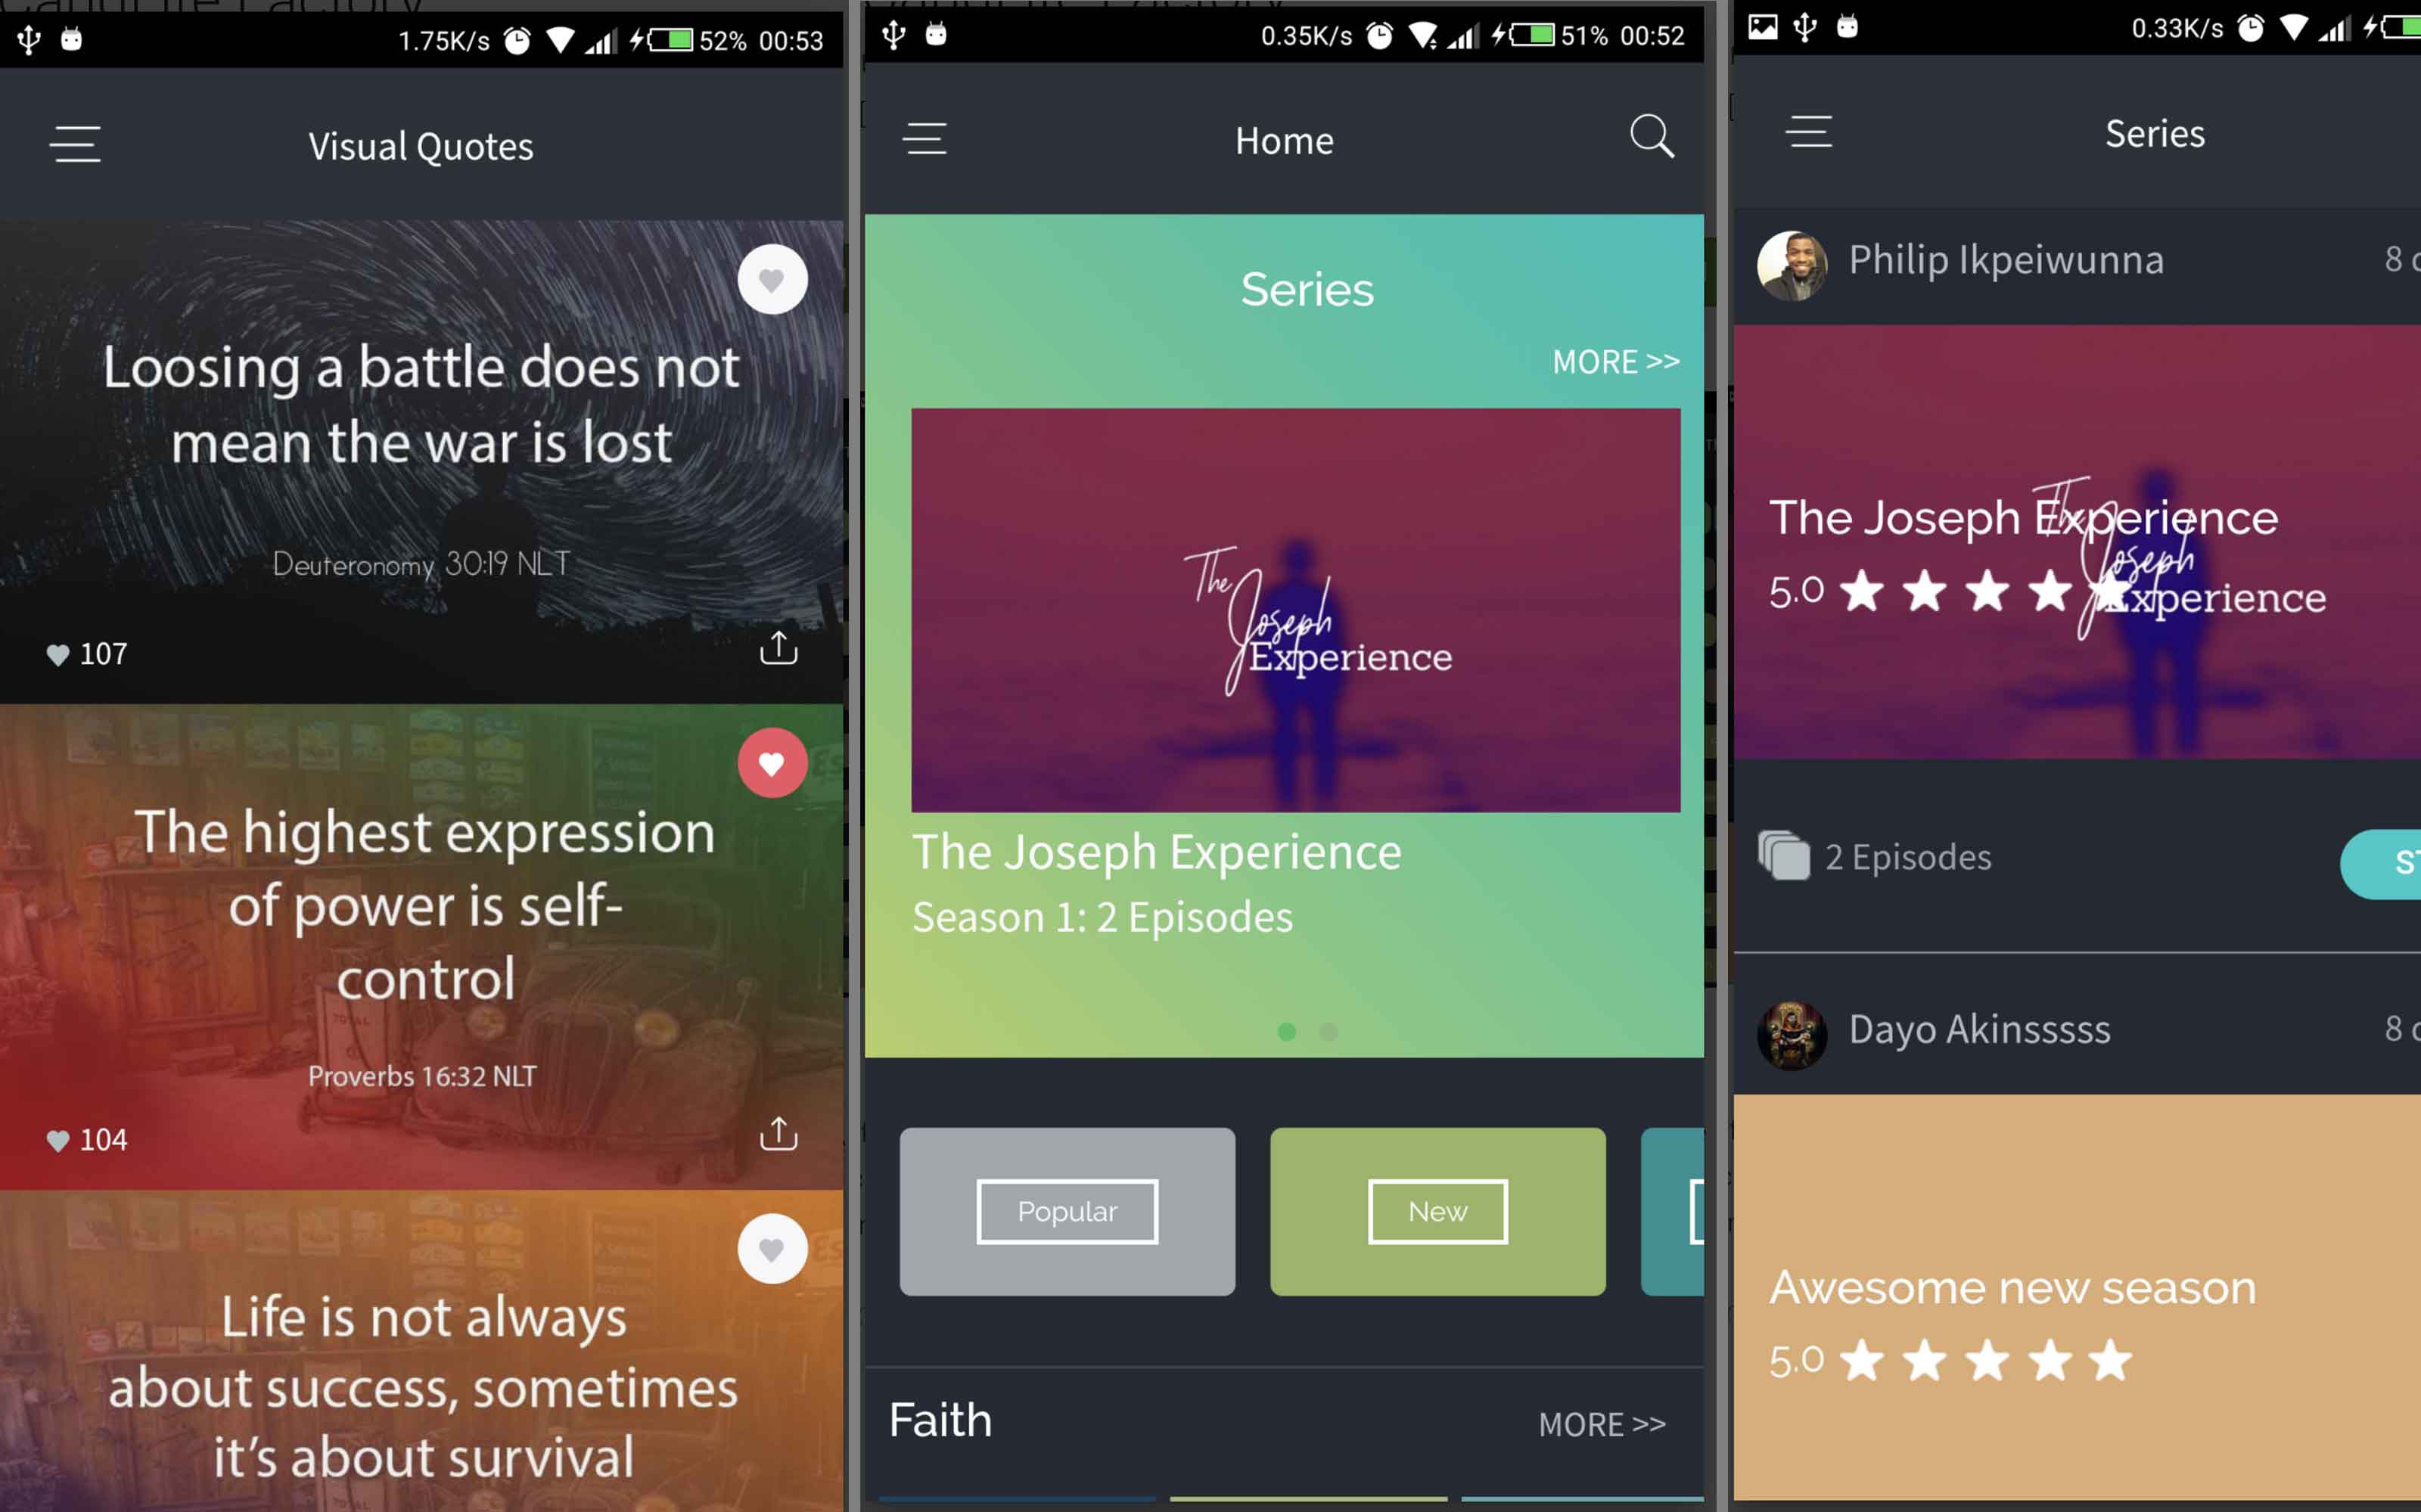 1.75K/s 52% 00:53
Visual Quotes
Loosing a battle does not
mean the war is lost
Deuteronomy 30:19 NLT
107
The highest expression
of power is self-
control
Proverbs 16:32 NLT
104
Life is not always
about success, sometimes
it's about survival
0.35K/s 51% 00:52
Home
Series
MORE >>
The
Joseph
Experience
The Joseph Experience
Season 1: 2 Episodes
Popular
New
Faith
MORE >>
0.33K/s
Series
Philip Ikpeiwunna
8
The Joseph Experience
5.0
The
Joseph
Experience
2 Episodes
ST
Dayo Akinsssss
8
Awesome new season
5.0